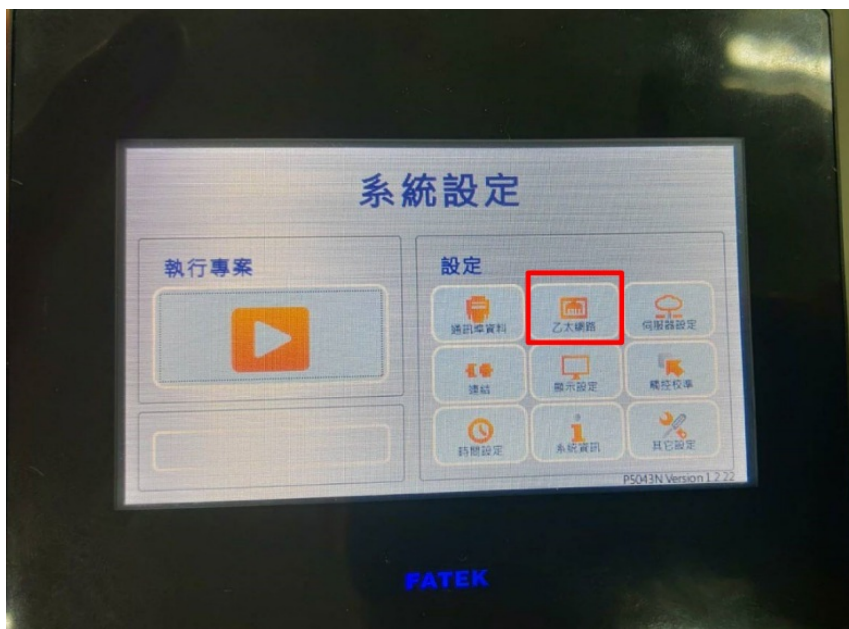 系統設定
執行專案
設定
通訊埠資料
乙太網路
伺服器設定
連結
顯示設定
觸控校準
時間設定
系統資訊
其它設定
P5043N Version 1.2.22
FATEK